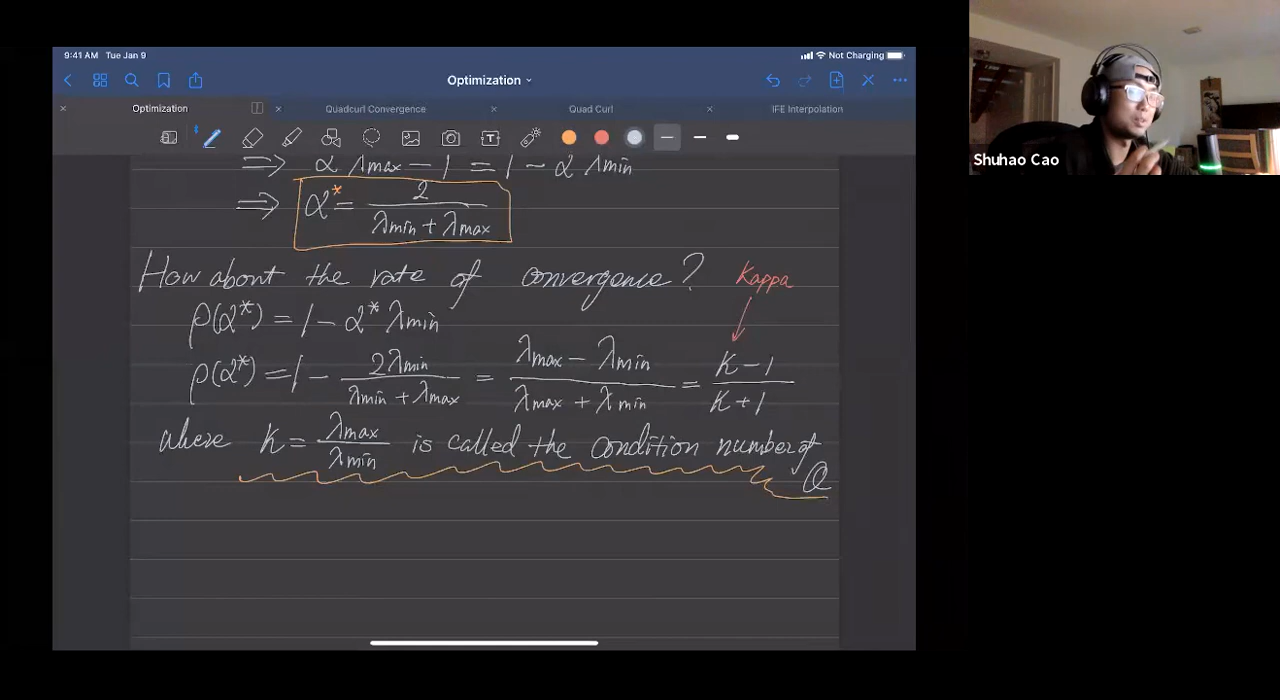 9:41 AM Tue Jan 9
Not Charging
Optimization
Optimization
Quadcurl Convergence
Quad Curl
IFE Interpolation
Shuhao Cao
⟹ α λmax − 1 = 1 − α λmin
⟹ α* = 2 / (λmin + λmax)
How about the rate of convergence? Kappa
ρ(α*) = 1 − α* λmin
ρ(α*) = 1 − 2λmin / (λmin + λmax) = (λmax − λmin) / (λmax + λmin) = (κ − 1) / (κ + 1)
where κ = λmax / λmin is called the condition number of
Q